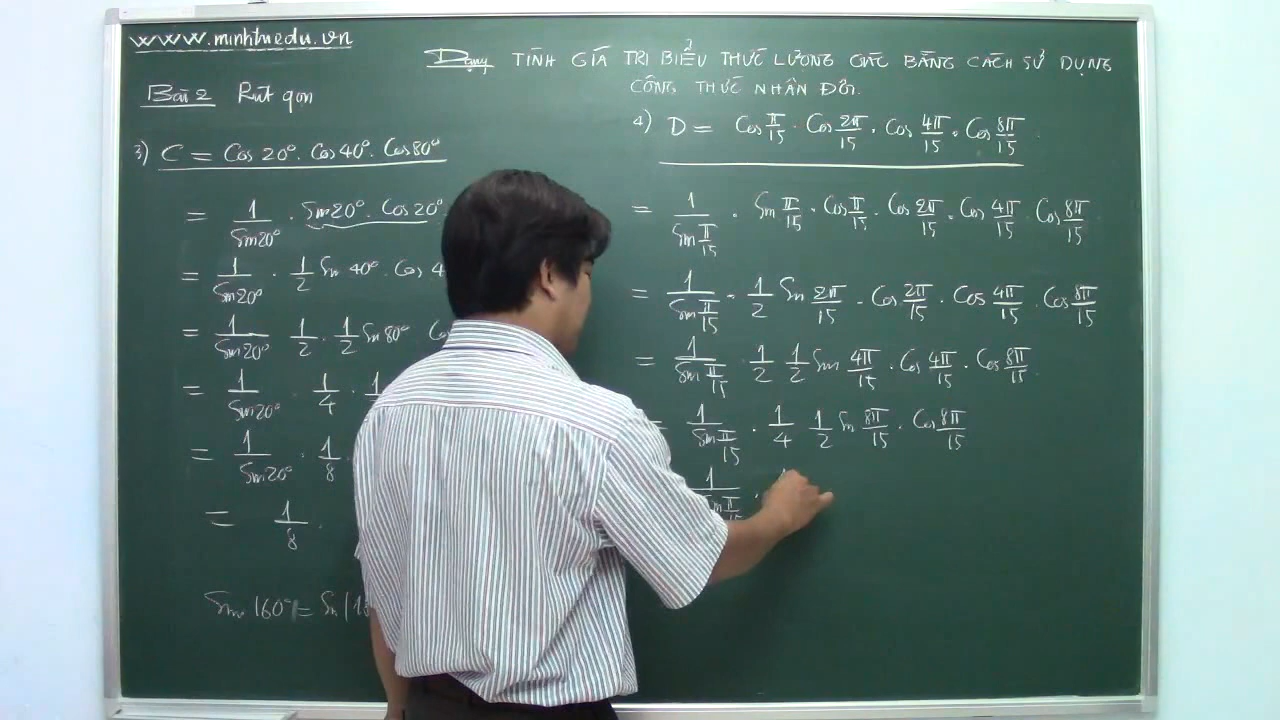 www.minhtuedu.vn
Dạng TÍNH GIÁ TRỊ BIỂU THỨC LƯỢNG GIÁC BẰNG CÁCH SỬ DỤNG
CÔNG THỨC NHÂN ĐÔI.
Bài 2 Rút gọn
3) C = Cos 20° . Cos 40° . Cos 80°
= 1/Sin20° . Sin20° . Cos 20°
= 1/Sin20° . 1/2 Sin 40° . Cos 4
= 1/Sin20° 1/2 . 1/2 Sin 80°
= 1/Sin20° 1/4 .
= 1/Sin20° . 1/8 .
= 1/8 .
Sin 160° = Sin (18
4) D = Cos π/15 . Cos 2π/15 . Cos 4π/15 . Cos 8π/15
= 1/Sin π/15 . Sin π/15 . Cos π/15 . Cos 2π/15 . Cos 4π/15 Cos 8π/15
= 1/Sin π/15 . 1/2 Sin 2π/15 . Cos 2π/15 . Cos 4π/15 . Cos 8π/15
= 1/Sin π/15 . 1/2 1/2 Sin 4π/15 . Cos 4π/15 . Cos 8π/15
= 1/Sin π/15 . 1/4 1/2 Sin 8π/15 . Cos 8π/15
1/Sin π/15 .